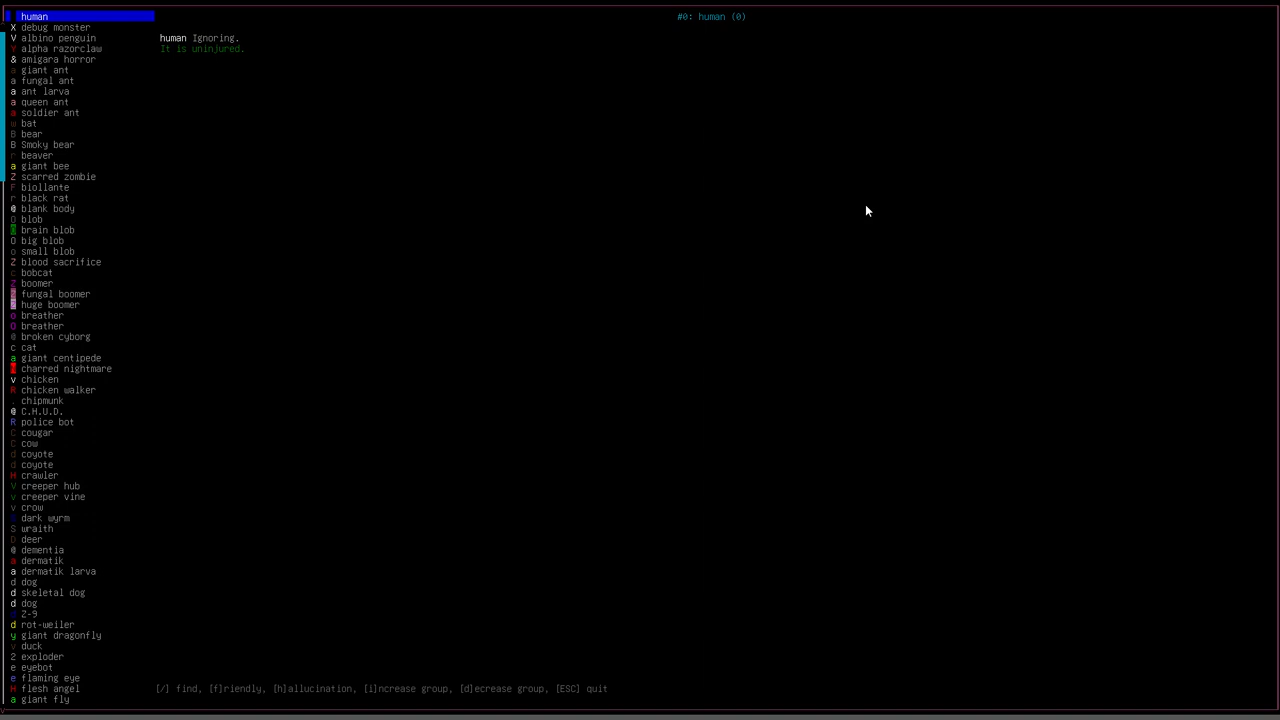 human
X debug monster
V albino penguin
Y alpha razorclaw
& amigara horror
a giant ant
a fungal ant
a ant larva
a queen ant
a soldier ant
w bat
B bear
B Smoky bear
r beaver
a giant bee
Z scarred zombie
F biollante
r black rat
@ blank body
O blob
brain blob
O big blob
o small blob
Z blood sacrifice
c bobcat
Z boomer
fungal boomer
huge boomer
o breather
O breather
@ broken cyborg
c cat
a giant centipede
charred nightmare
v chicken
R chicken walker
. chipmunk
@ C.H.U.D.
R police bot
C cougar
C cow
d coyote
d coyote
H crawler
V creeper hub
v creeper vine
v crow
dark wyrm
S wraith
D deer
@ dementia
a dermatik
a dermatik larva
d dog
d skeletal dog
d dog
Z-9
d rot-weiler
y giant dragonfly
v duck
2 exploder
e eyebot
e flaming eye
H flesh angel
a giant fly
#0: human (0)
human Ignoring.
It is uninjured.
[/] find, [f]riendly, [h]allucination, [i]ncrease group, [d]ecrease group, [ESC] quit